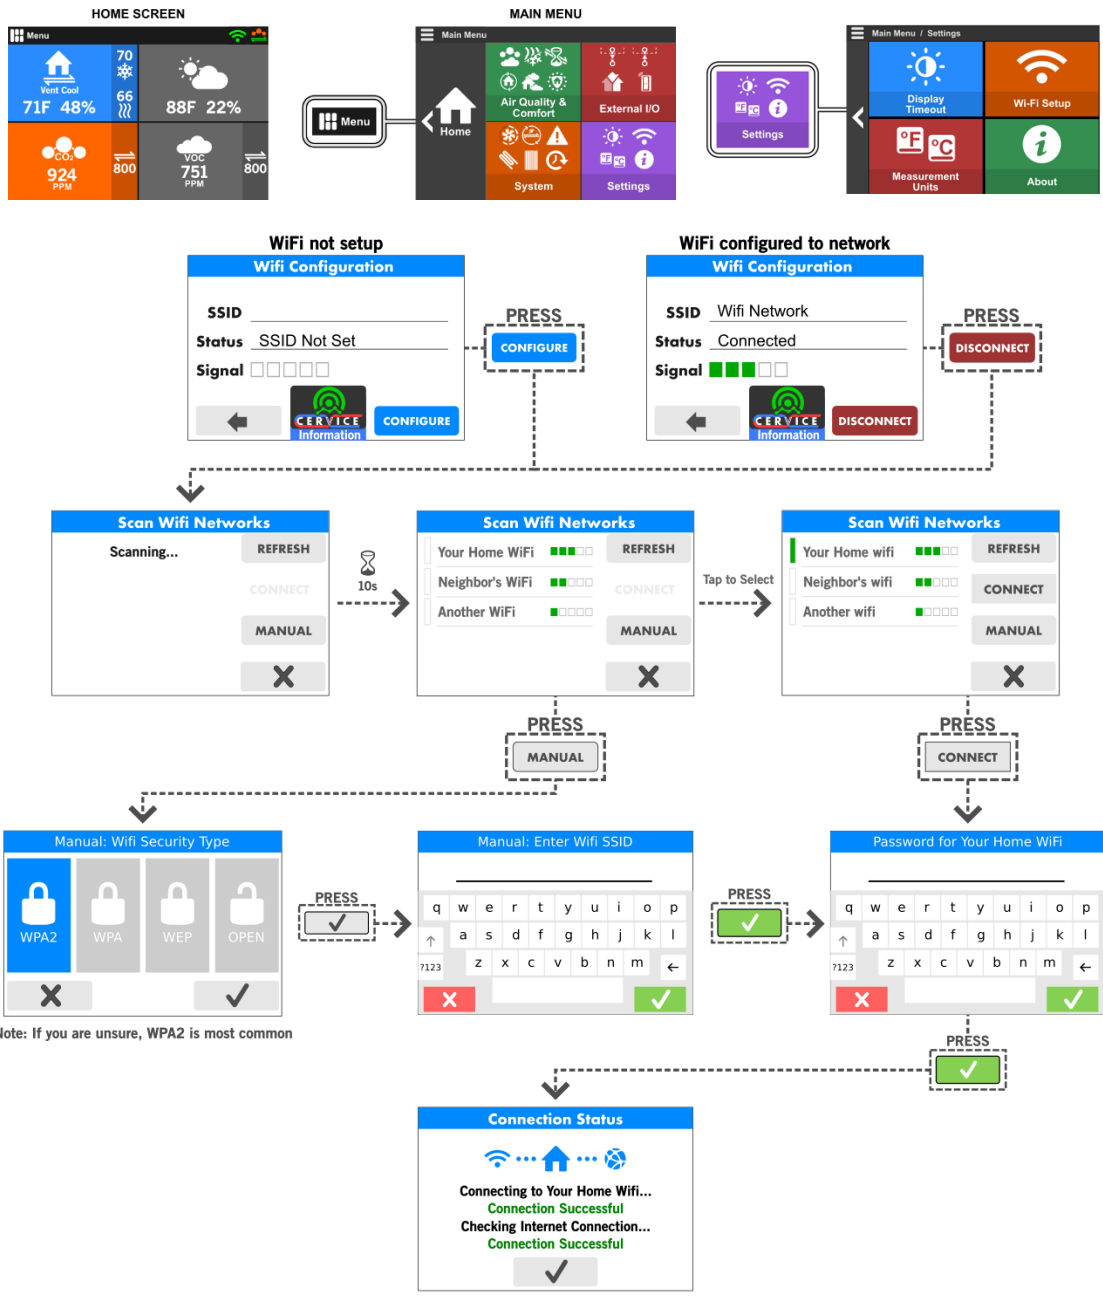 HOME SCREEN
MAIN MENU
Menu
Vent Cool
71F 48%
70
66
88F 22%
CO₂
924
PPM
800
VOC
751
PPM
800
Menu
Main Menu
Home
Air Quality &
Comfort
External I/O
System
°F °C
Settings
°F °C
Settings
Main Menu / Settings
Display
Timeout
Wi-Fi Setup
°F °C
Measurement
Units
About
WiFi not setup
Wifi Configuration
SSID
Status SSID Not Set
Signal
CERVICE
Information
CONFIGURE
PRESS
CONFIGURE
WiFi configured to network
Wifi Configuration
SSID Wifi Network
Status Connected
Signal
CERVICE
Information
DISCONNECT
PRESS
DISCONNECT
Scan Wifi Networks
Scanning...
REFRESH
CONNECT
MANUAL
10s
Scan Wifi Networks
Your Home WiFi
Neighbor's WiFi
Another WiFi
REFRESH
CONNECT
MANUAL
Tap to Select
Scan Wifi Networks
Your Home wifi
Neighbor's wifi
Another wifi
REFRESH
CONNECT
MANUAL
PRESS
MANUAL
PRESS
CONNECT
Manual: Wifi Security Type
WPA2 WPA WEP OPEN
Note: If you are unsure, WPA2 is most common
PRESS
Manual: Enter Wifi SSID
q w e r t y u i o p
a s d f g h j k l
?123 z x c v b n m
PRESS
Password for Your Home WiFi
q w e r t y u i o p
a s d f g h j k l
?123 z x c v b n m
PRESS
Connection Status
Connecting to Your Home Wifi...
Connection Successful
Checking Internet Connection...
Connection Successful